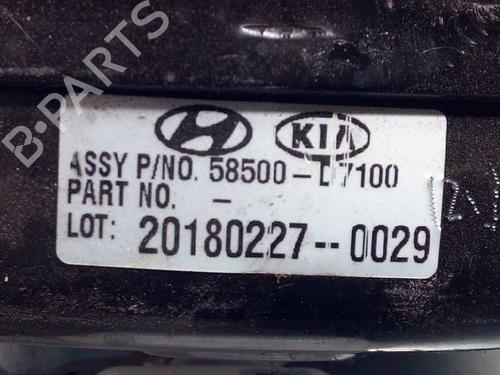 B-PARTS
KIA
ASSY P/NO. 58500-D7100
PART NO. -
LOT: 20180227--0029